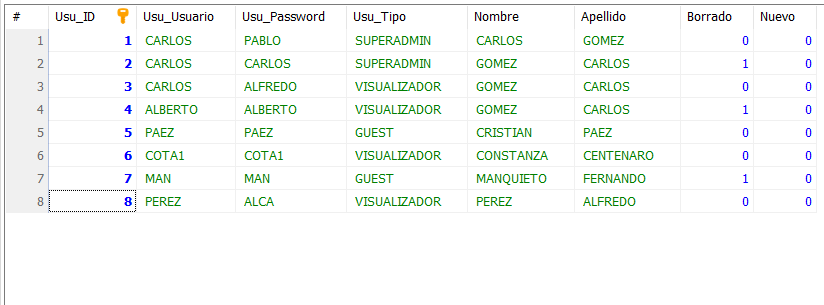 # Usu_ID Usu_Usuario Usu_Password Usu_Tipo Nombre Apellido Borrado Nuevo
1 1 CARLOS PABLO SUPERADMIN CARLOS GOMEZ 0 0
2 2 CARLOS CARLOS SUPERADMIN GOMEZ CARLOS 1 0
3 3 CARLOS ALFREDO VISUALIZADOR GOMEZ CARLOS 0 0
4 4 ALBERTO ALBERTO VISUALIZADOR GOMEZ CARLOS 1 0
5 5 PAEZ PAEZ GUEST CRISTIAN PAEZ 0 0
6 6 COTA1 COTA1 VISUALIZADOR CONSTANZA CENTENARO 0 0
7 7 MAN MAN GUEST MANQUIETO FERNANDO 1 0
8 8 PEREZ ALCA VISUALIZADOR PEREZ ALFREDO 0 0